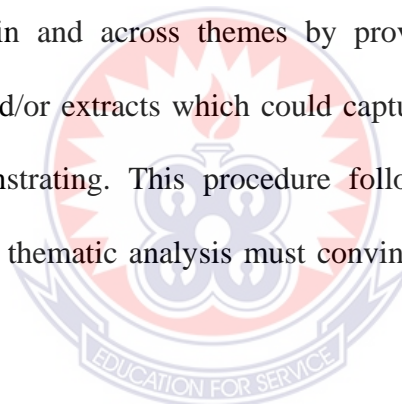 in and across themes by prov
d/or extracts which could captu
nstrating. This procedure follo
thematic analysis must convin
EDUCATION FOR SERVICE